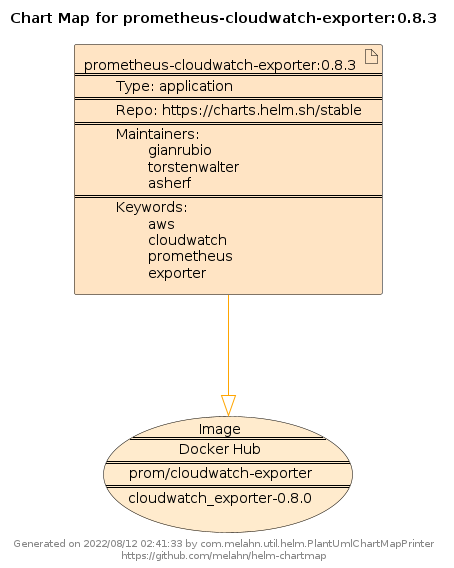 Chart Map for prometheus-cloudwatch-exporter:0.8.3
prometheus-cloudwatch-exporter:0.8.3
Type: application
Repo: https://charts.helm.sh/stable
Maintainers:
gianrubio
torstenwalter
asherf
Keywords:
aws
cloudwatch
prometheus
exporter
Image
Docker Hub
prom/cloudwatch-exporter
cloudwatch_exporter-0.8.0
Generated on 2022/08/12 02:41:33 by com.melahn.util.helm.PlantUmlChartMapPrinter
https://github.com/melahn/helm-chartmap